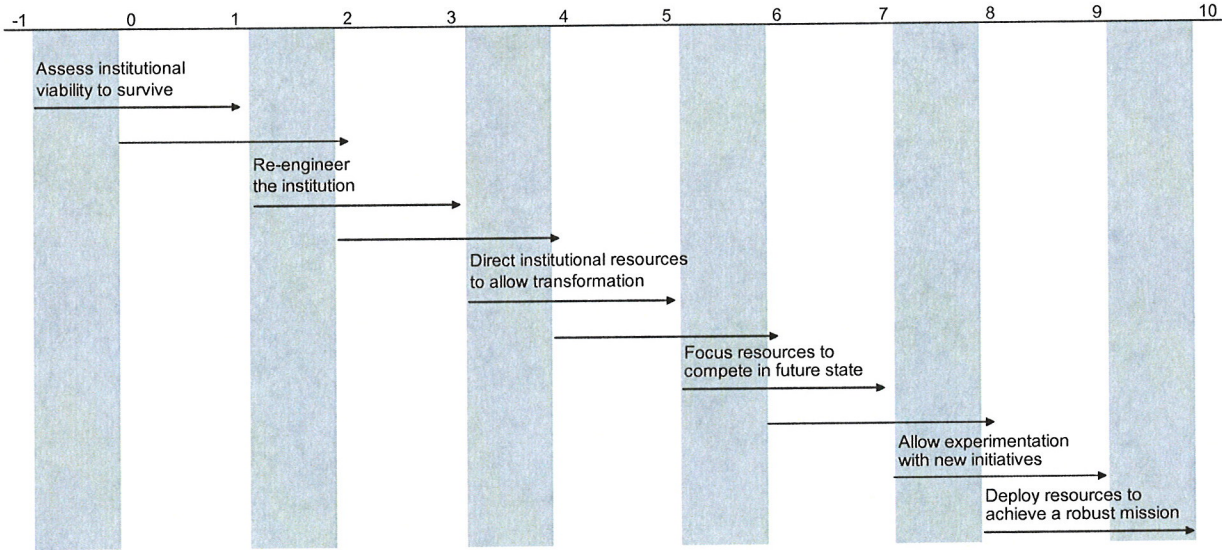 -1 0 1 2 3 4 5 6 7 8 9 10
Assess institutional
viability to survive
Re-engineer
the institution
Direct institutional resources
to allow transformation
Focus resources to
compete in future state
Allow experimentation
with new initiatives
Deploy resources to
achieve a robust mission